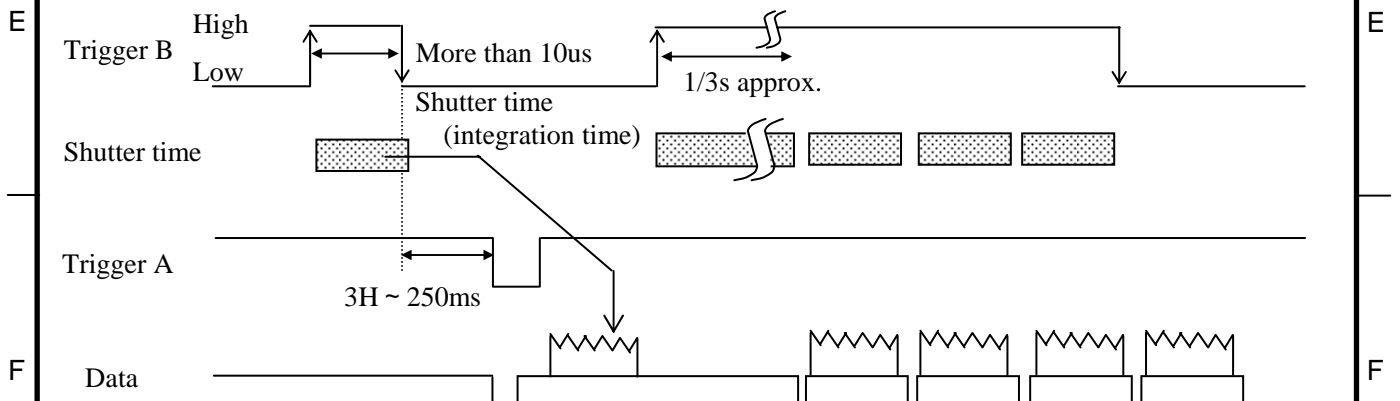 E
E
High
Trigger B
More than 10us
Low
1/3s approx.
Shutter time
(integration time)
Shutter time
Trigger A
3H ~ 250ms
F
Data
F